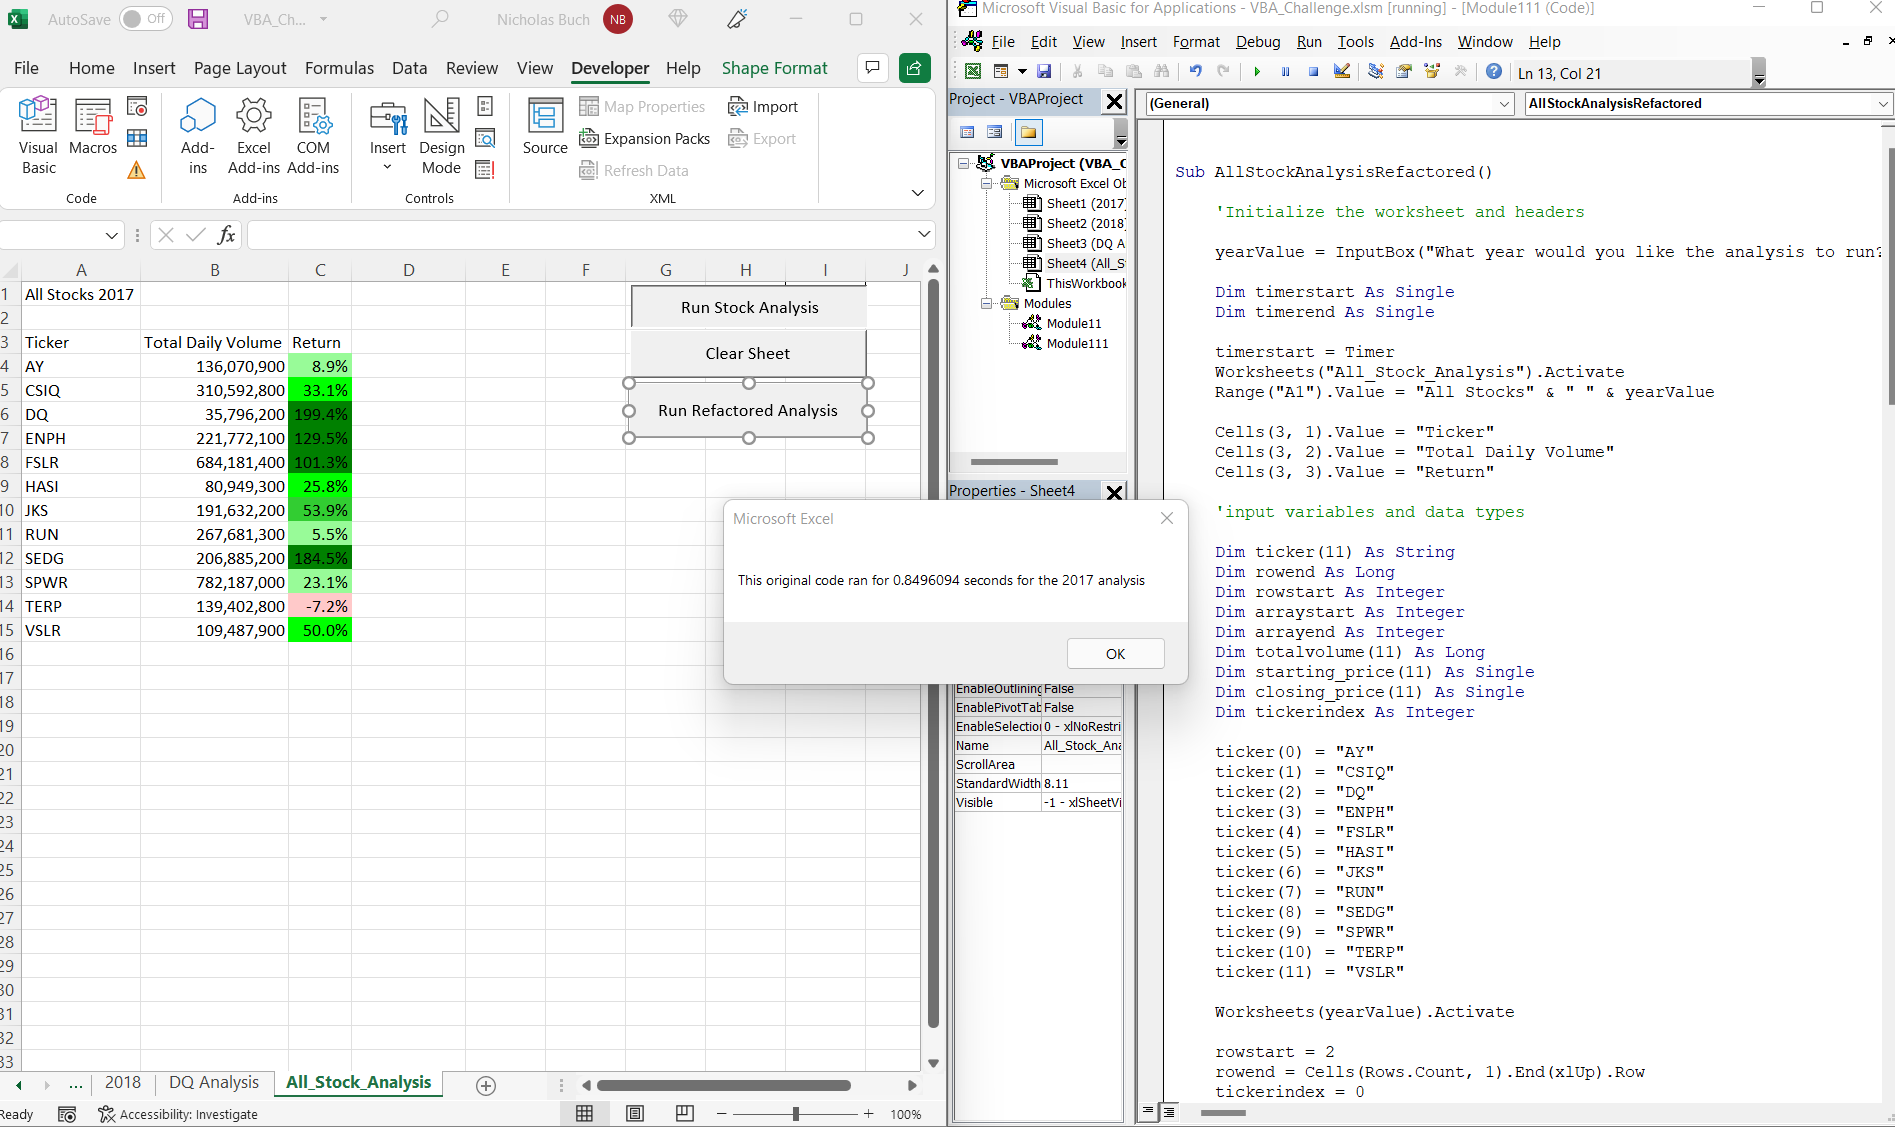 AutoSave Off VBA_Ch... Nicholas Buch NB
File Home Insert Page Layout Formulas Data Review View Developer Help Shape Format
Visual Basic
Macros
Code
Add-ins
Excel Add-ins
COM Add-ins
Add-ins
Insert
Design Mode
Controls
Source
Map Properties
Expansion Packs
Refresh Data
Import
Export
XML
fx
A B C D E F G H I J
1 All Stocks 2017
2
3 Ticker Total Daily Volume Return
4 AY 136,070,900 8.9%
5 CSIQ 310,592,800 33.1%
6 DQ 35,796,200 199.4%
7 ENPH 221,772,100 129.5%
8 FSLR 684,181,400 101.3%
9 HASI 80,949,300 25.8%
10 JKS 191,632,200 53.9%
11 RUN 267,681,300 5.5%
12 SEDG 206,885,200 184.5%
13 SPWR 782,187,000 23.1%
14 TERP 139,402,800 -7.2%
15 VSLR 109,487,900 50.0%
16
17
18
19
20
21
22
23
24
25
26
27
28
29
30
31
32
33
Run Stock Analysis
Clear Sheet
Run Refactored Analysis
... 2018 DQ Analysis All_Stock_Analysis
Ready Accessibility: Investigate 100%
Microsoft Excel
This original code ran for 0.8496094 seconds for the 2017 analysis
OK
Microsoft Visual Basic for Applications - VBA_Challenge.xlsm [running] - [Module111 (Code)]
File Edit View Insert Format Debug Run Tools Add-Ins Window Help
Ln 13, Col 21
Project - VBAProject
VBAProject (VBA_C
Microsoft Excel Ob
Sheet1 (2017)
Sheet2 (2018)
Sheet3 (DQ A
Sheet4 (All_S
ThisWorkbook
Modules
Module11
Module111
Properties - Sheet4
EnableOutlining False
EnablePivotTab False
EnableSelection 0 - xlNoRestri
Name All_Stock_Ana
ScrollArea
StandardWidth 8.11
Visible -1 - xlSheetVi
(General) AllStockAnalysisRefactored
Sub AllStockAnalysisRefactored()
'Initialize the worksheet and headers
yearValue = InputBox("What year would you like the analysis to run?
Dim timerstart As Single
Dim timerend As Single
timerstart = Timer
Worksheets("All_Stock_Analysis").Activate
Range("A1").Value = "All Stocks" & " " & yearValue
Cells(3, 1).Value = "Ticker"
Cells(3, 2).Value = "Total Daily Volume"
Cells(3, 3).Value = "Return"
'input variables and data types
Dim ticker(11) As String
Dim rowend As Long
Dim rowstart As Integer
Dim arraystart As Integer
Dim arrayend As Integer
Dim totalvolume(11) As Long
Dim starting_price(11) As Single
Dim closing_price(11) As Single
Dim tickerindex As Integer
ticker(0) = "AY"
ticker(1) = "CSIQ"
ticker(2) = "DQ"
ticker(3) = "ENPH"
ticker(4) = "FSLR"
ticker(5) = "HASI"
ticker(6) = "JKS"
ticker(7) = "RUN"
ticker(8) = "SEDG"
ticker(9) = "SPWR"
ticker(10) = "TERP"
ticker(11) = "VSLR"
Worksheets(yearValue).Activate
rowstart = 2
rowend = Cells(Rows.Count, 1).End(xlUp).Row
tickerindex = 0